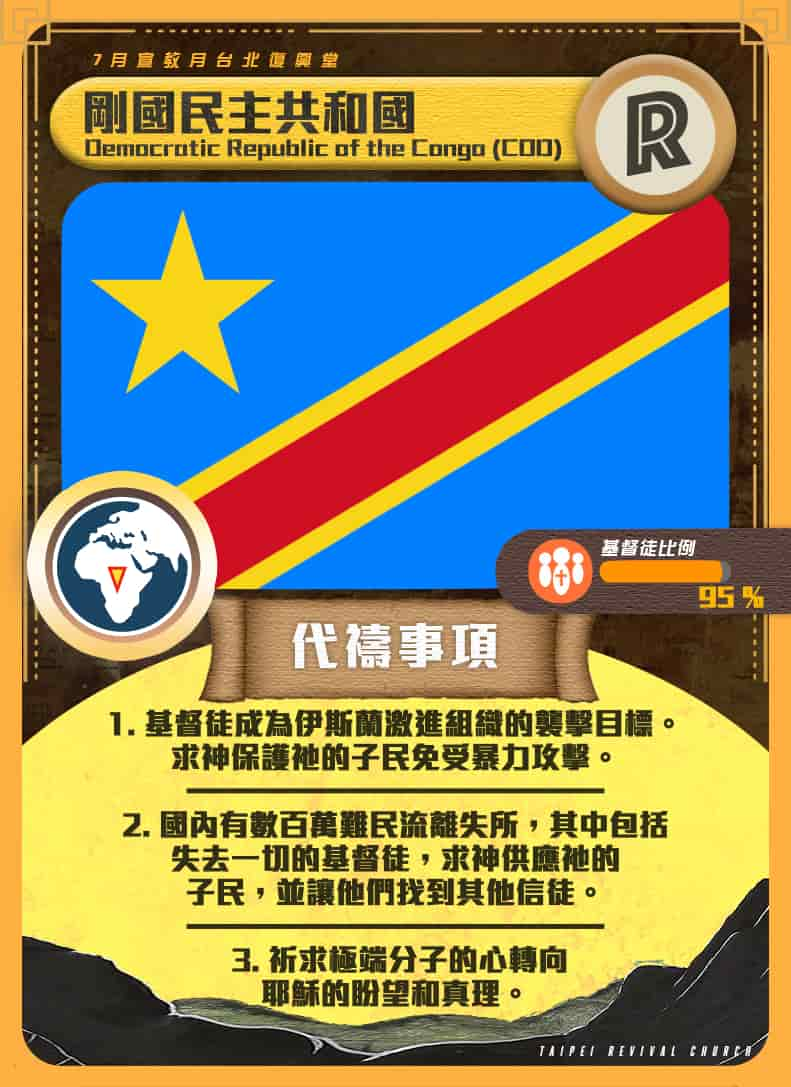 7月宣教月台北復興堂
剛國民主共和國
Democratic Republic of the Congo (COD)
R
基督徒比例
95 %
代禱事項
1. 基督徒成為伊斯蘭激進組織的襲擊目標。
求神保護祂的子民免受暴力攻擊。
2. 國內有數百萬難民流離失所，其中包括
失去一切的基督徒，求神供應祂的
子民，並讓他們找到其他信徒。
3. 祈求極端分子的心轉向
耶穌的盼望和真理。
TAIPEI REVIVAL CHURCH